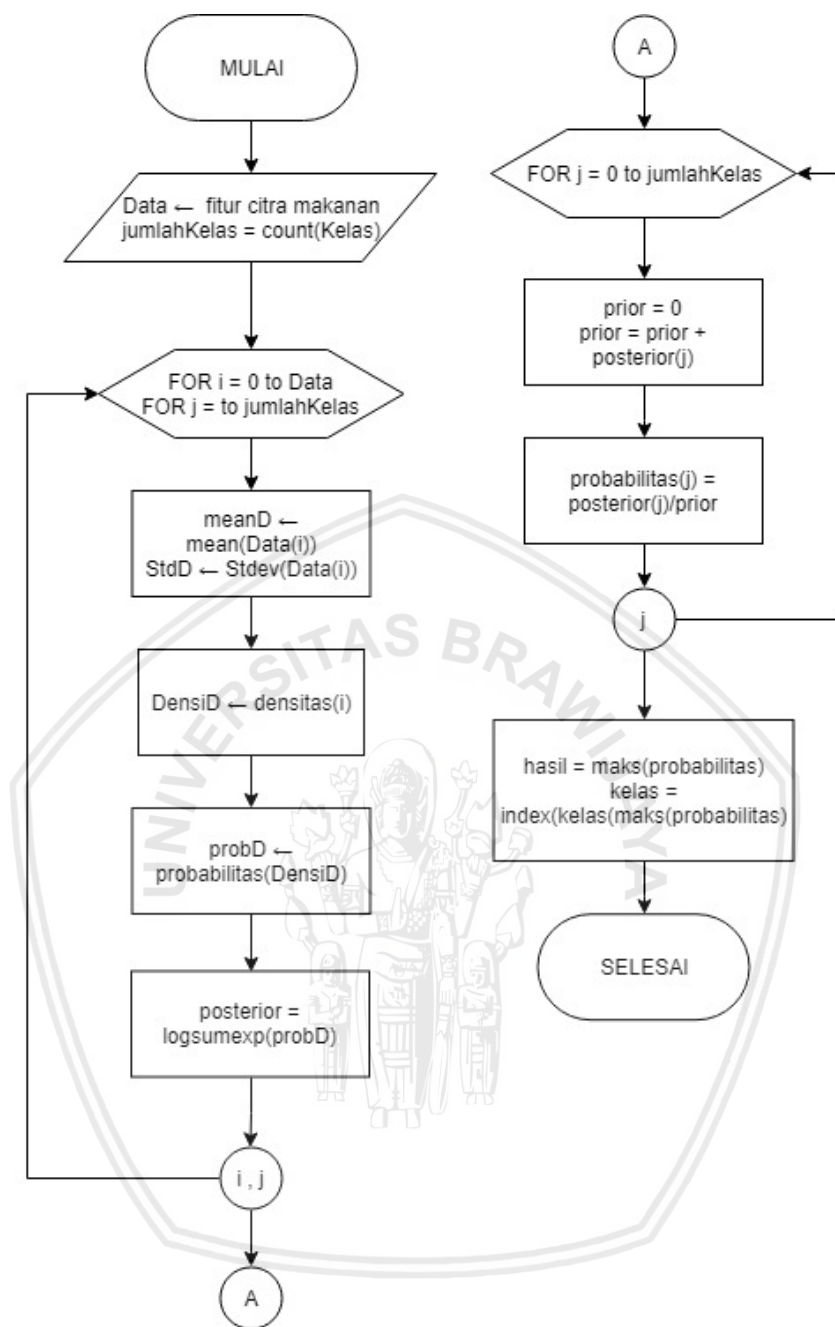 MULAI
Data ← fitur citra makanan
jumlahKelas = count(Kelas)
FOR i = 0 to Data
FOR j = to jumlahKelas
meanD ←
mean(Data(i))
StdD ← Stdev(Data(i))
DensiD ← densitas(i)
probD ←
probabilitas(DensiD)
posterior =
logsumexp(probD)
i , j
A
A
FOR j = 0 to jumlahKelas
prior = 0
prior = prior +
posterior(j)
probabilitas(j) =
posterior(j)/prior
j
hasil = maks(probabilitas)
kelas =
index(kelas(maks(probabilitas)
SELESAI
UNIVERSITAS BRAWIJAYA